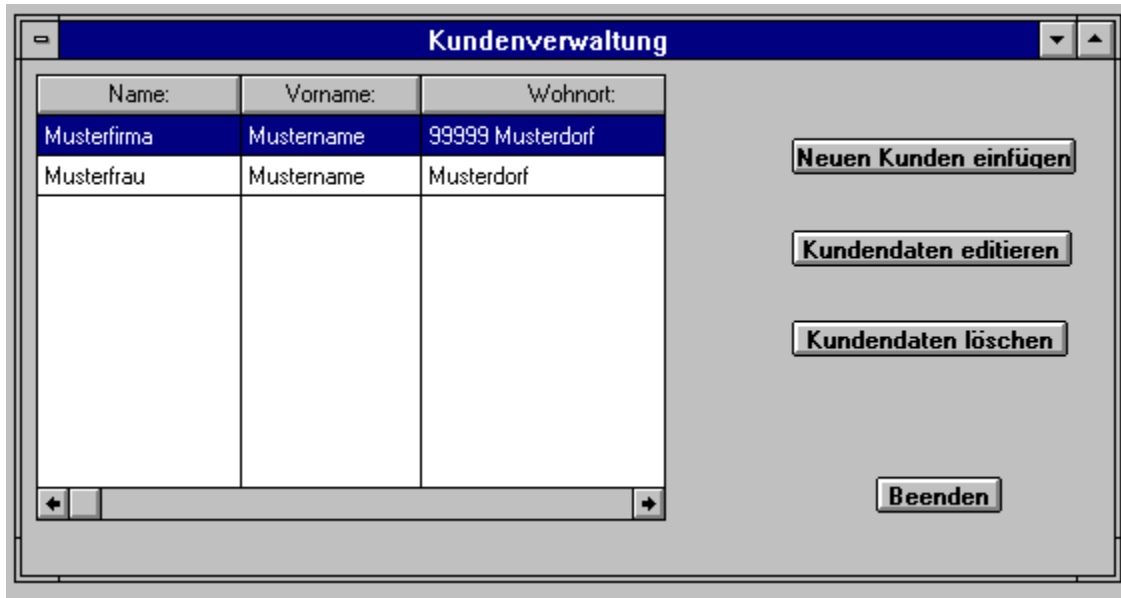 Kundenverwaltung
Name: Vorname: Wohnort:
Musterfirma Mustername 99999 Musterdorf
Musterfrau Mustername Musterdorf
Neuen Kunden einfügen
Kundendaten editieren
Kundendaten löschen
Beenden